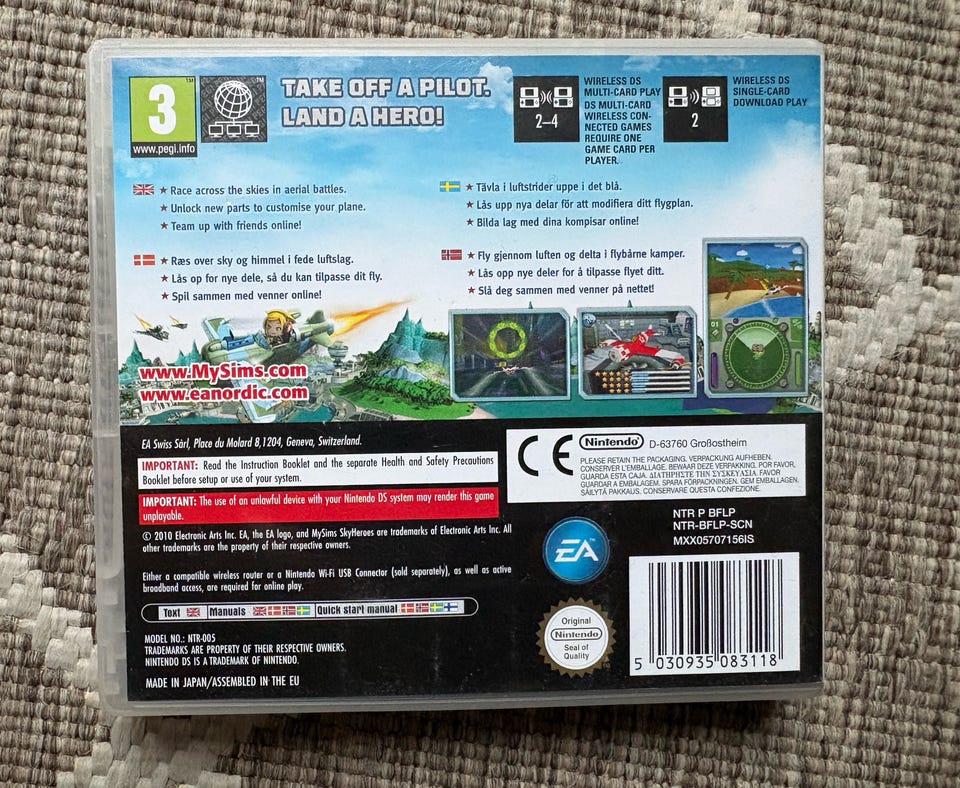 3
www.pegi.info
TAKE OFF A PILOT.
LAND A HERO!
2-4
WIRELESS DS
MULTI-CARD PLAY
DS MULTI-CARD
WIRELESS CON-
NECTED GAMES
REQUIRE ONE
GAME CARD PER
PLAYER.
2
WIRELESS DS
SINGLE-CARD
DOWNLOAD PLAY
★ Race across the skies in aerial battles.
★ Unlock new parts to customise your plane.
★ Team up with friends online!
★ Tävla i luftstrider uppe i det blå.
★ Lås upp nya delar för att modifiera ditt flygplan.
★ Bilda lag med dina kompisar online!
★ Ræs over sky og himmel i fede luftslag.
★ Lås op for nye dele, så du kan tilpasse dit fly.
★ Spil sammen med venner online!
★ Fly gjennom luften og delta i flybårne kamper.
★ Lås opp nye deler for å tilpasse flyet ditt.
★ Slå deg sammen med venner på nettet!
01
www.MySims.com
www.eanordic.com
EA Swiss Sàrl, Place du Molard 8,1204, Geneva, Switzerland.
IMPORTANT: Read the Instruction Booklet and the separate Health and Safety Precautions
Booklet before setup or use of your system.
IMPORTANT: The use of an unlawful device with your Nintendo DS system may render this game
unplayable.
© 2010 Electronic Arts Inc. EA, the EA logo, and MySims SkyHeroes are trademarks of Electronic Arts Inc. All
other trademarks are the property of their respective owners.
Either a compatible wireless router or a Nintendo Wi-Fi USB Connector (sold separately), as well as active
broadband access, are required for online play.
Text Manuals Quick start manual
MODEL NO.: NTR-005
TRADEMARKS ARE PROPERTY OF THEIR RESPECTIVE OWNERS.
NINTENDO DS IS A TRADEMARK OF NINTENDO.
MADE IN JAPAN/ASSEMBLED IN THE EU
CE Nintendo D-63760 Großostheim
PLEASE RETAIN THE PACKAGING. VERPACKUNG AUFHEBEN.
CONSERVER L'EMBALLAGE. BEWAAR DEZE VERPAKKING. POR FAVOR,
GUARDA ESTA CAJA. ΔΙΑΤΗΡΗΣΤΕ ΤΗΝ ΣΥΣΚΕΥΑΣΙΑ. FAVOR
GUARDAR A EMBALAGEM. SPARA FÖRPACKNINGEN. GEM EMBALLAGEN.
SÄILYTÄ PAKKAUS. CONSERVARE QUESTA CONFEZIONE.
NTR P BFLP
NTR-BFLP-SCN
MXX05707156IS
EA
Original
Nintendo
Seal of
Quality
5 030935 083118